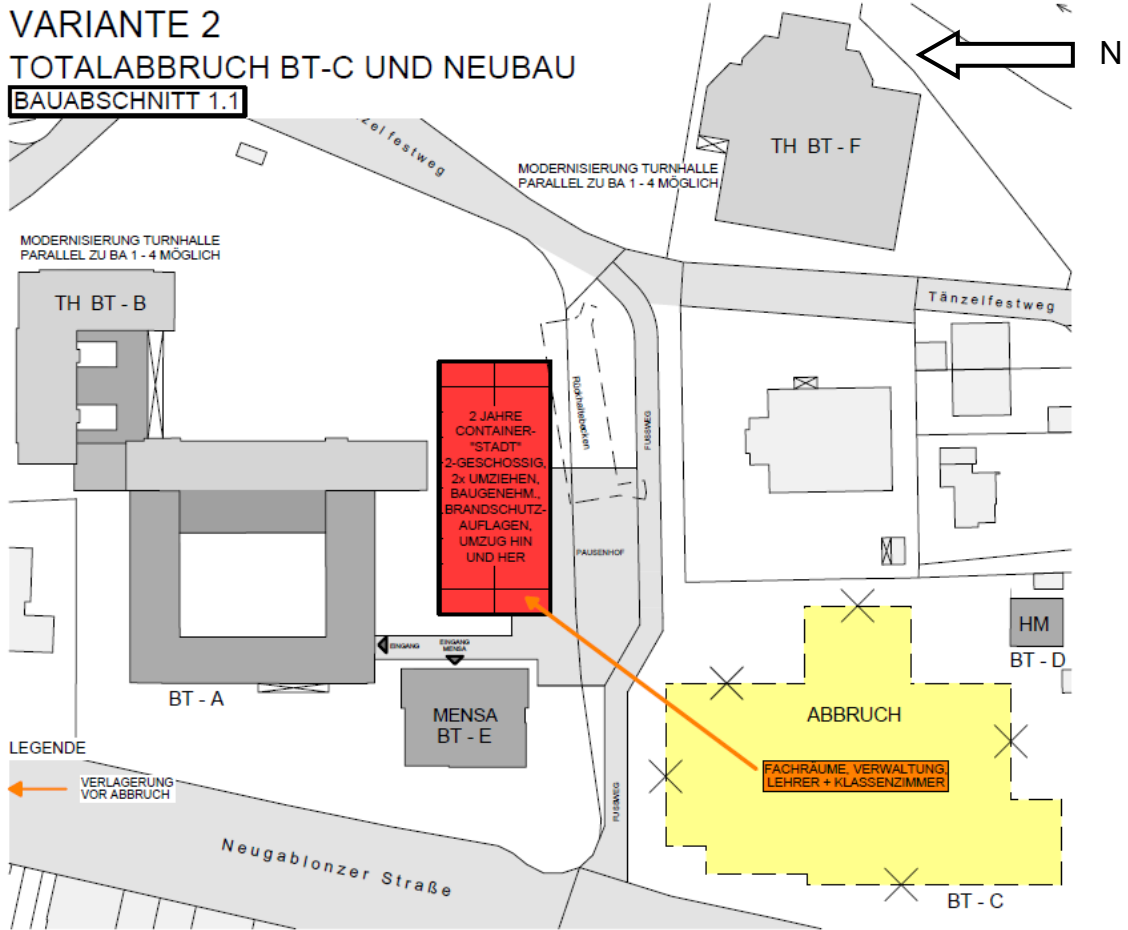 VARIANTE 2
TOTALABBRUCH BT-C UND NEUBAU
BAUABSCHNITT 1.1
N
TH BT - F
MODERNISIERUNG TURNHALLE
PARALLEL ZU BA 1 - 4 MÖGLICH
nzelfestweg
MODERNISIERUNG TURNHALLE
PARALLEL ZU BA 1 - 4 MÖGLICH
TH BT - B
Tänzelfestweg
Rückhaltebecken
FUSSWEG
2 JAHRE
CONTAINER-
"STADT"
2-GESCHOSSIG,
2x UMZIEHEN,
BAUGENEHM.,
BRANDSCHUTZ-
AUFLAGEN,
UMZUG HIN
UND HER
PAUSENHOF
HM
BT - D
EINGANG
EINGANG
MENSA
BT - A
MENSA
BT - E
ABBRUCH
FACHRÄUME, VERWALTUNG,
LEHRER + KLASSENZIMMER
LEGENDE
VERLAGERUNG
VOR ABBRUCH
FUSSWEG
Neugablonzer Straße
BT - C